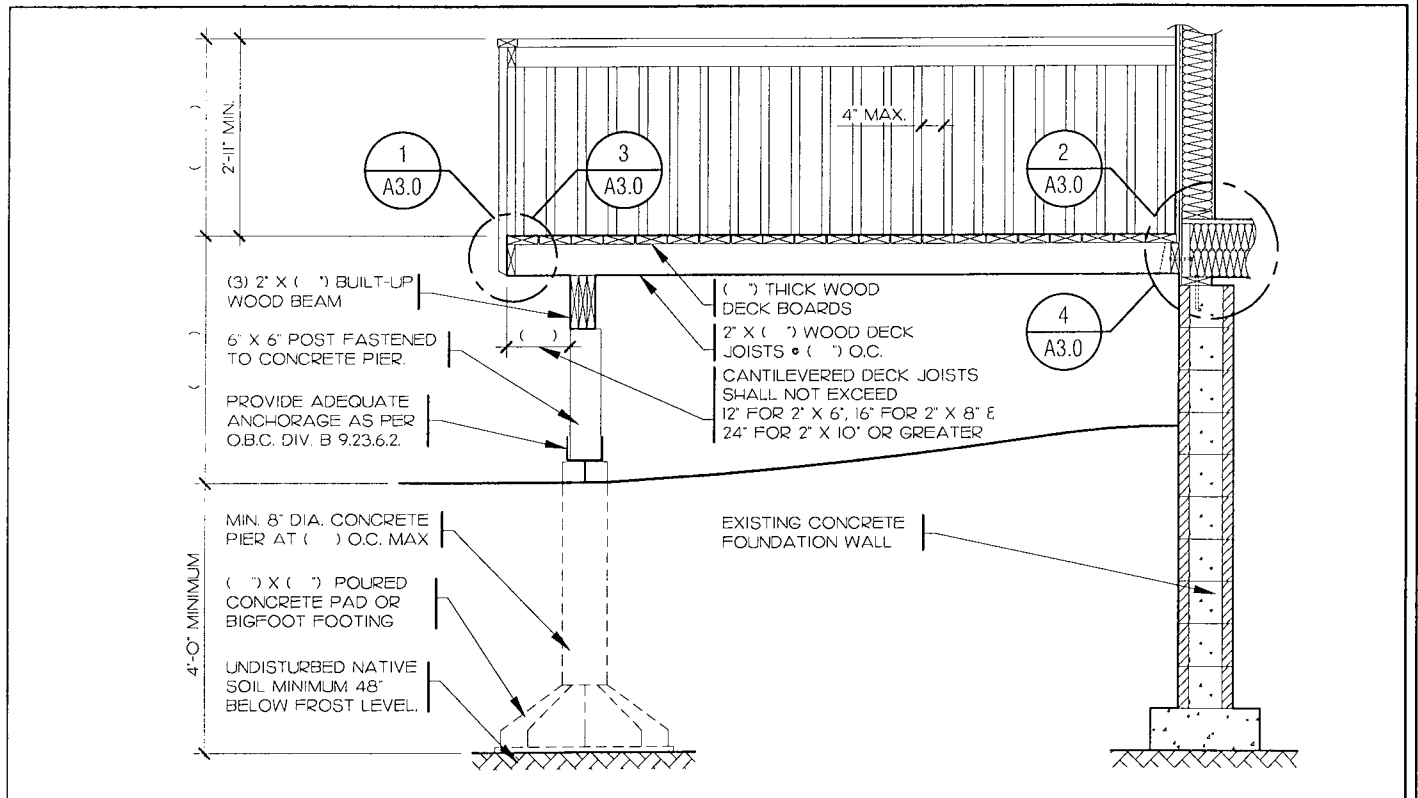 2'-11" MIN.
( )
4" MAX.
1
A3.0
3
A3.0
2
A3.0
4
A3.0
(3) 2" X ( ") BUILT-UP
WOOD BEAM
6" X 6" POST FASTENED
TO CONCRETE PIER.
PROVIDE ADEQUATE
ANCHORAGE AS PER
O.B.C. DIV. B 9.23.6.2.
( )
( )
( ") THICK WOOD
DECK BOARDS
2" X ( ") WOOD DECK
JOISTS @ ( ") O.C.
CANTILEVERED DECK JOISTS
SHALL NOT EXCEED
12" FOR 2" X 6", 16" FOR 2" X 8" &
24" FOR 2" X 10" OR GREATER
MIN. 8" DIA. CONCRETE
PIER AT ( ) O.C. MAX
( ") X ( ") POURED
CONCRETE PAD OR
BIGFOOT FOOTING
UNDISTURBED NATIVE
SOIL MINIMUM 48"
BELOW FROST LEVEL.
4'-0" MINIMUM
EXISTING CONCRETE
FOUNDATION WALL